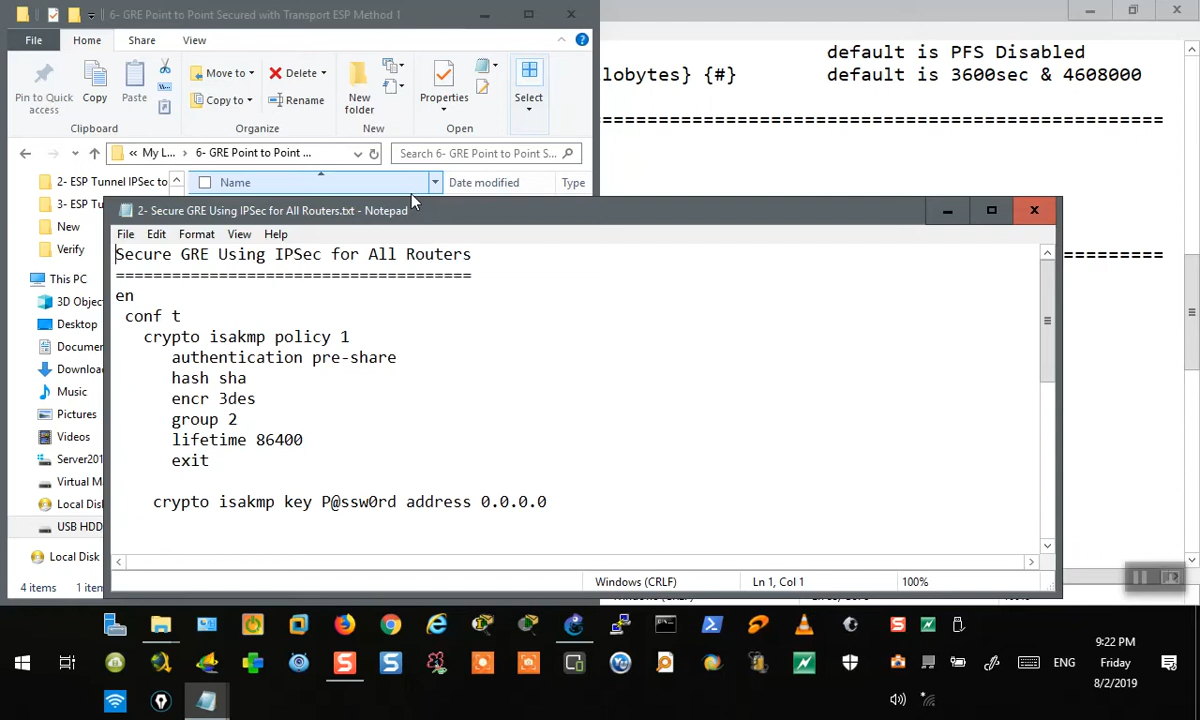 6- GRE Point to Point Secured with Transport ESP Method 1
File
Home
Share
View
Pin to Quick access
Copy
Paste
Move to
Copy to
Delete
Rename
New folder
Properties
Select
Clipboard
Organize
New
Open
« My L...
6- GRE Point to Point ...
Search 6- GRE Point to Point S...
Name
Date modified
Type
2- ESP Tunnel IPSec to
3- ESP Tu
New
Verify
This PC
3D Objec
Desktop
Documen
Downloa
Music
Pictures
Videos
Server201
Virtual M
Local Dis
USB HDD
Local Disk
4 items
1 iten
default is PFS Disabled
lobytes} {#} default is 3600sec & 4608000
============================================================
2- Secure GRE Using IPSec for All Routers.txt - Notepad
File Edit Format View Help
Secure GRE Using IPSec for All Routers
======================================
en
conf t
crypto isakmp policy 1
authentication pre-share
hash sha
encr 3des
group 2
lifetime 86400
exit
crypto isakmp key P@ssw0rd address 0.0.0.0
Windows (CRLF)
Ln 1, Col 1
100%
ENG
9:22 PM
Friday
8/2/2019